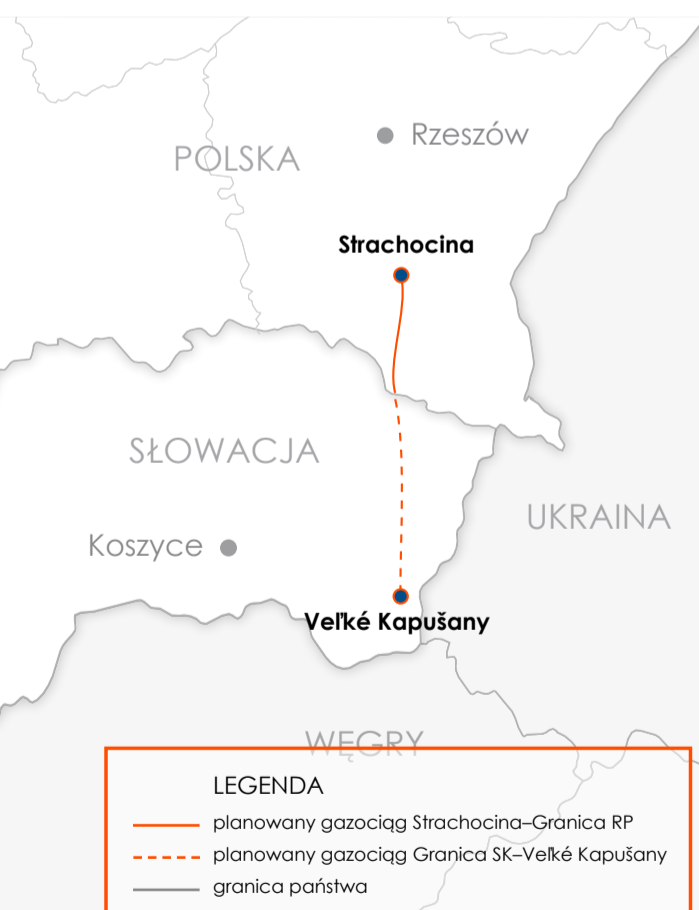 Rzeszów
POLSKA
Strachocina
SŁOWACJA
UKRAINA
Koszyce
Veľké Kapušany
WĘGRY
LEGENDA
planowany gazociąg Strachocina–Granica RP
planowany gazociąg Granica SK–Veľké Kapušany
granica państwa